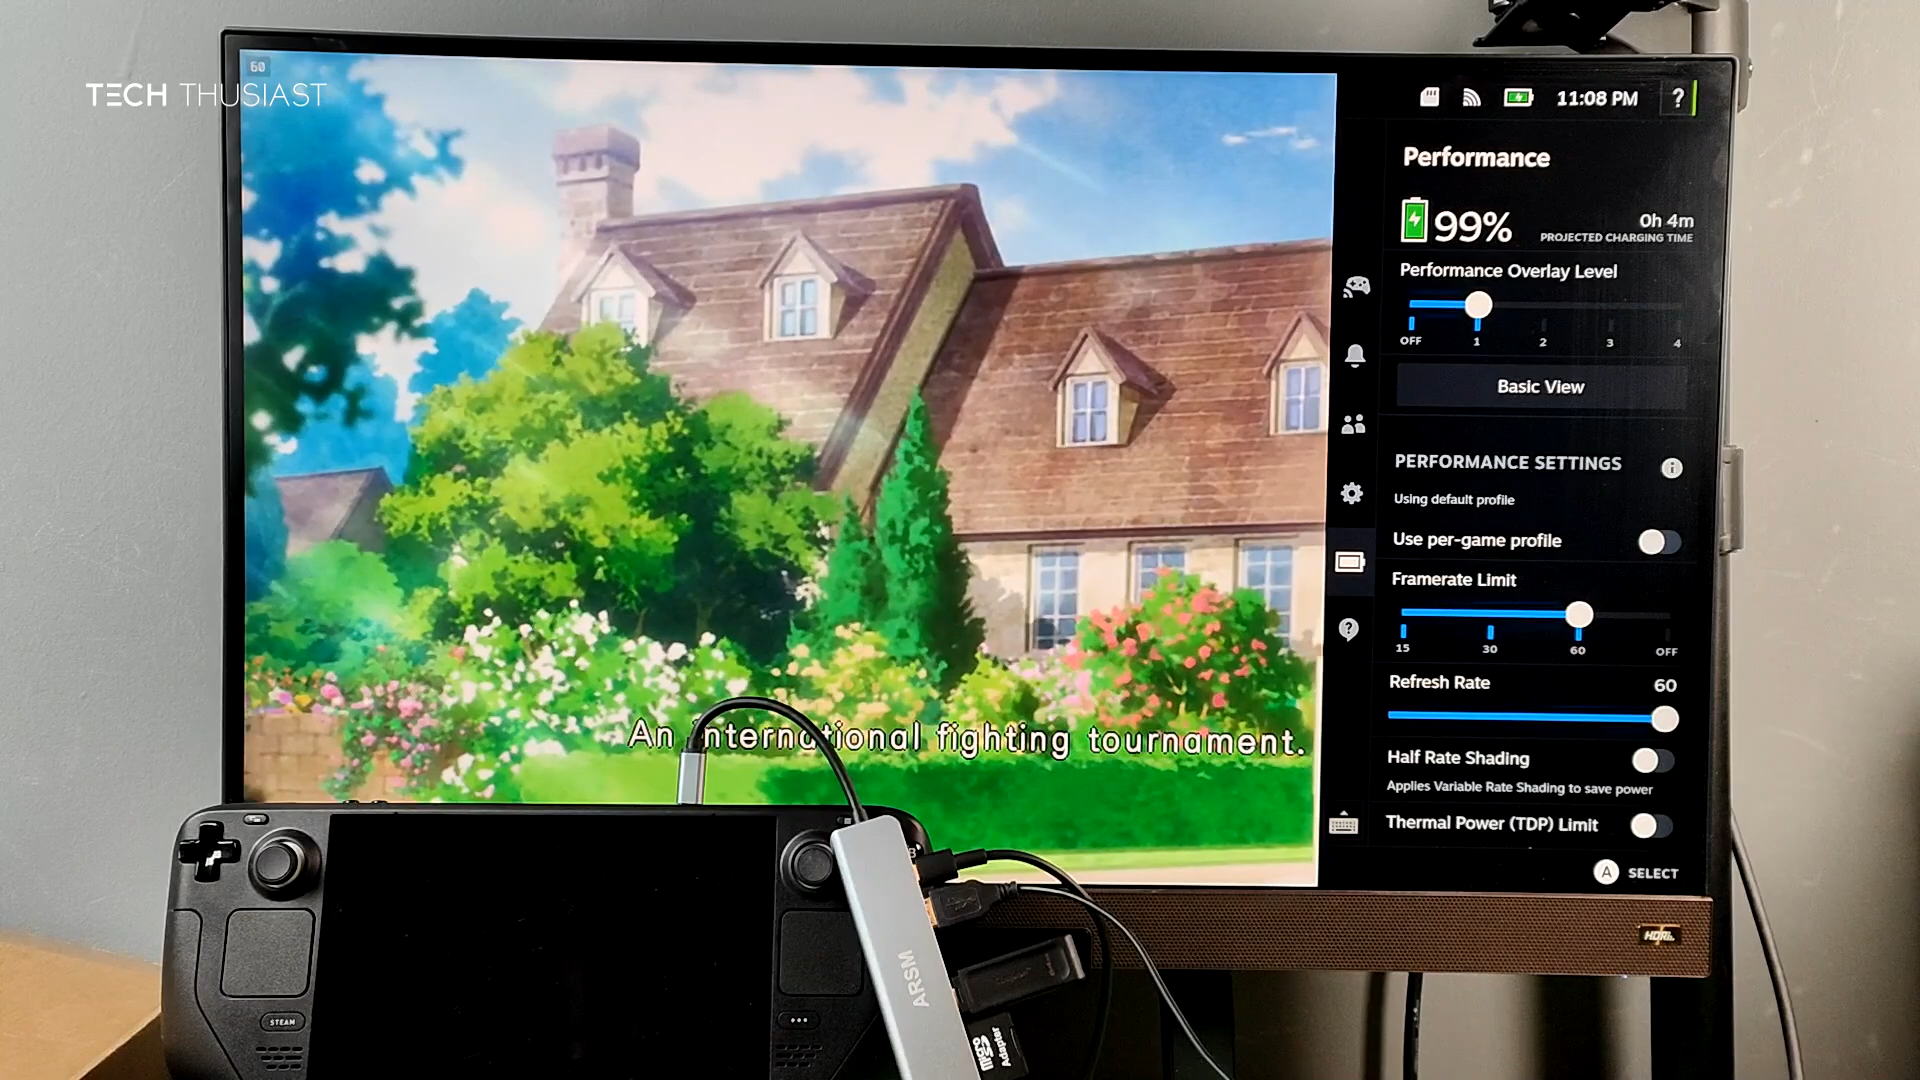 60
TECH THUSIAST
11:08 PM
?
Performance
99%
0h 4m
PROJECTED CHARGING TIME
Performance Overlay Level
OFF 1 2 3 4
Basic View
PERFORMANCE SETTINGS
Using default profile
Use per-game profile
Framerate Limit
15 30 60 OFF
Refresh Rate 60
Half Rate Shading
Applies Variable Rate Shading to save power
Thermal Power (TDP) Limit
A SELECT
An international fighting tournament.
STEAM
ARSM
micro
SD
Adapter